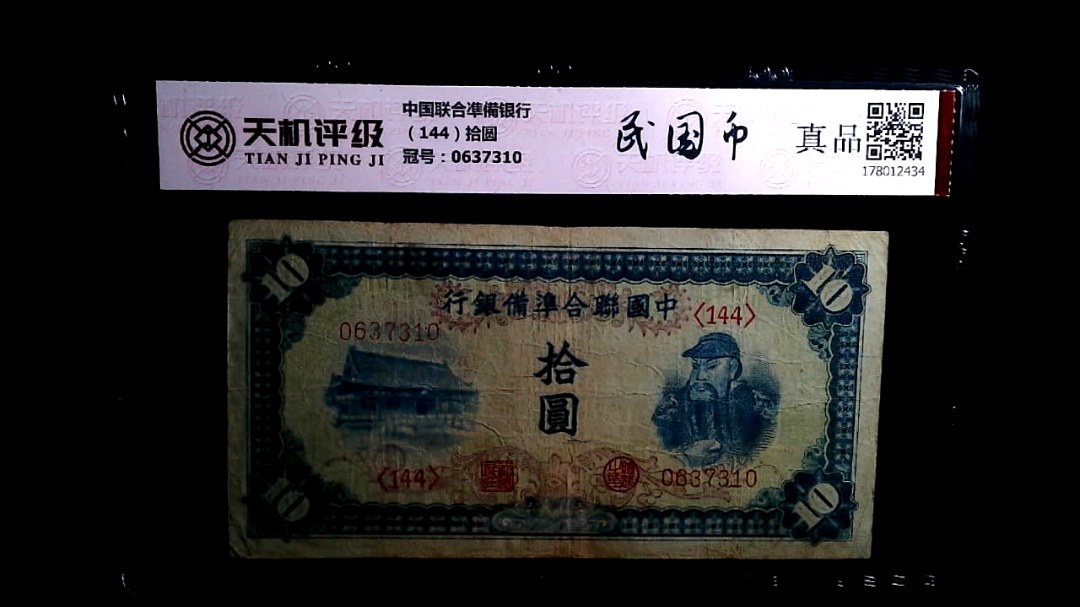 天机评级
TIAN JI PING JI
中国联合準備银行
（144）拾圆
冠号：0637310
民国币
真品
178012434
10
10
行銀備準合聯國中
〈144〉
0637310
拾
圓
〈144〉
0637310
10
10